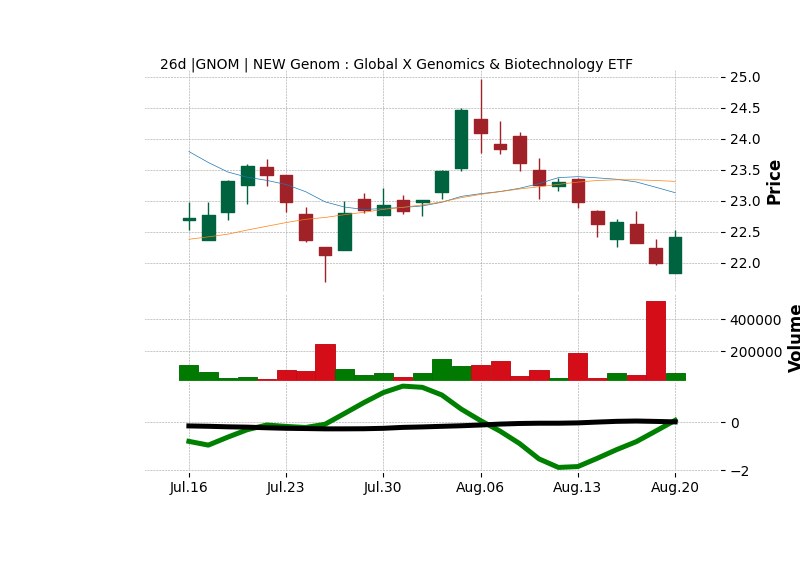 26d |GNOM | NEW Genom : Global X Genomics & Biotechnology ETF
25.0
24.5
24.0
23.5
23.0
22.5
22.0
Price
400000
200000
Volume
0
−2
Jul.16 Jul.23 Jul.30 Aug.06 Aug.13 Aug.20